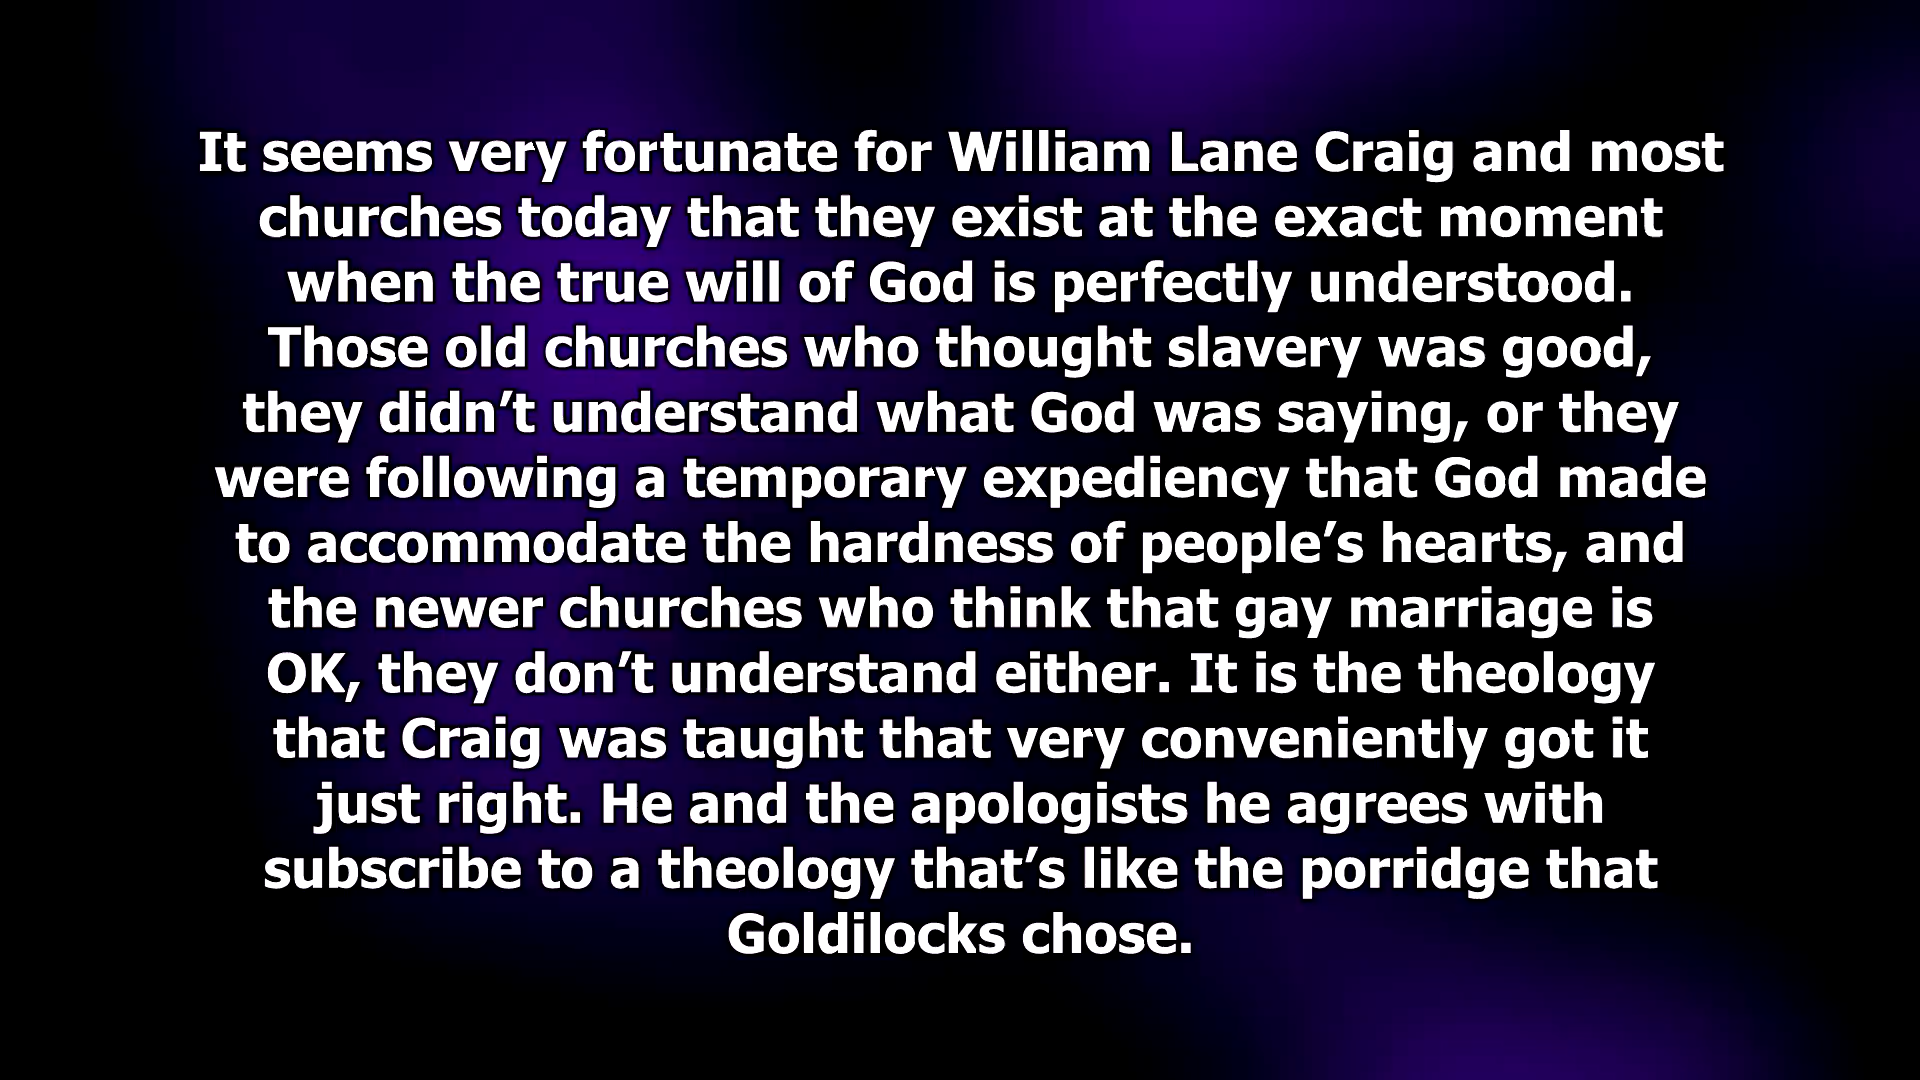 It seems very fortunate for William Lane Craig and most
churches today that they exist at the exact moment
when the true will of God is perfectly understood.
Those old churches who thought slavery was good,
they didn’t understand what God was saying, or they
were following a temporary expediency that God made
to accommodate the hardness of people’s hearts, and
the newer churches who think that gay marriage is
OK, they don’t understand either. It is the theology
that Craig was taught that very conveniently got it
just right. He and the apologists he agrees with
subscribe to a theology that’s like the porridge that
Goldilocks chose.